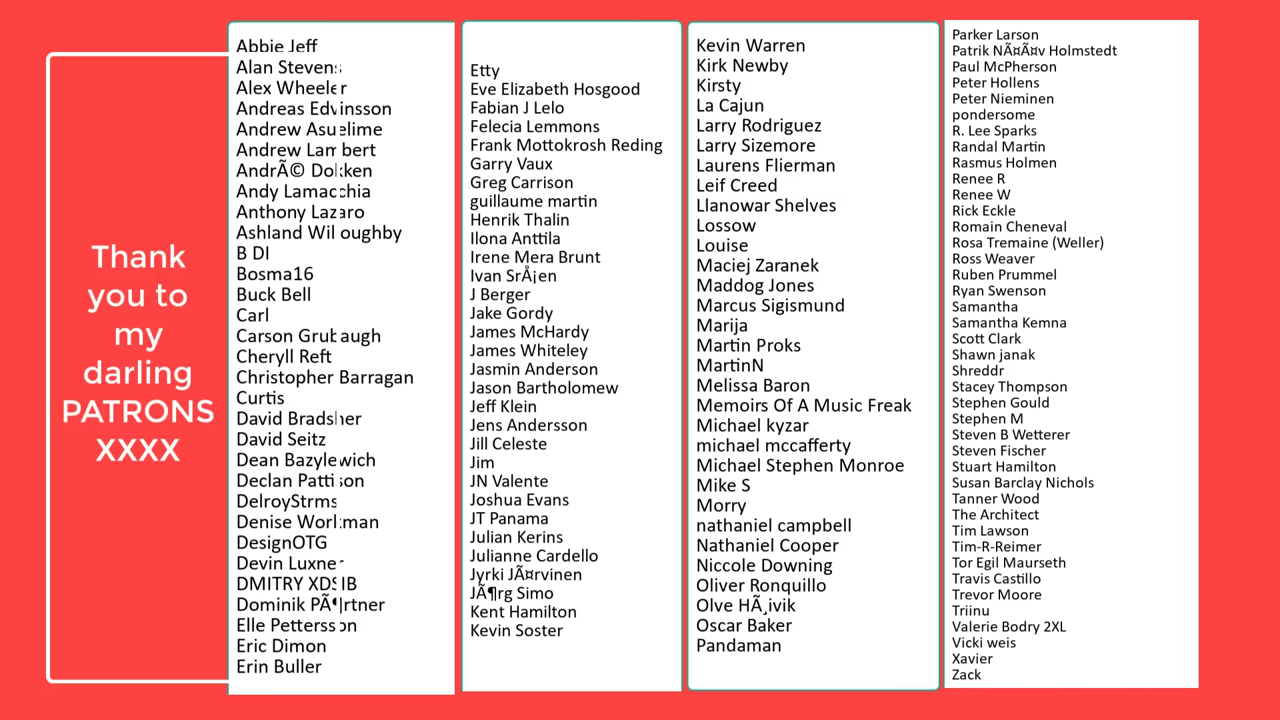 Thank
you to
my
darling
PATRONS
XXXX
Abbie Jeff
Alan Stevens
Alex Wheeler
Andreas Edvinsson
Andrew Asuelime
Andrew Lambert
AndrÃ© Dokken
Andy Lamacchia
Anthony Lazaro
Ashland Willoughby
B DI
Bosma16
Buck Bell
Carl
Carson Grubaugh
Cheryll Reft
Christopher Barragan
Curtis
David Bradsher
David Seitz
Dean Bazylewich
Declan Pattison
DelroyStrms
Denise Workman
DesignOTG
Devin Luxner
DMITRY XDSIB
Dominik PÃ¶rtner
Elle Pettersson
Eric Dimon
Erin Buller
Etty
Eve Elizabeth Hosgood
Fabian J Lelo
Felecia Lemmons
Frank Mottokrosh Reding
Garry Vaux
Greg Carrison
guillaume martin
Henrik Thalin
Ilona Anttila
Irene Mera Brunt
Ivan SrÅ¡en
J Berger
Jake Gordy
James McHardy
James Whiteley
Jasmin Anderson
Jason Bartholomew
Jeff Klein
Jens Andersson
Jill Celeste
Jim
JN Valente
Joshua Evans
JT Panama
Julian Kerins
Julianne Cardello
Jyrki JÃ¤rvinen
JÃ¶rg Simo
Kent Hamilton
Kevin Soster
Kevin Warren
Kirk Newby
Kirsty
La Cajun
Larry Rodriguez
Larry Sizemore
Laurens Flierman
Leif Creed
Llanowar Shelves
Lossow
Louise
Maciej Zaranek
Maddog Jones
Marcus Sigismund
Marija
Martin Proks
MartinN
Melissa Baron
Memoirs Of A Music Freak
Michael kyzar
michael mccafferty
Michael Stephen Monroe
Mike S
Morry
nathaniel campbell
Nathaniel Cooper
Niccole Downing
Oliver Ronquillo
Olve HÃ¸ivik
Oscar Baker
Pandaman
Parker Larson
Patrik NÃ¤Ã¤v Holmstedt
Paul McPherson
Peter Hollens
Peter Nieminen
pondersome
R. Lee Sparks
Randal Martin
Rasmus Holmen
Renee R
Renee W
Rick Eckle
Romain Cheneval
Rosa Tremaine (Weller)
Ross Weaver
Ruben Prummel
Ryan Swenson
Samantha
Samantha Kemna
Scott Clark
Shawn janak
Shreddr
Stacey Thompson
Stephen Gould
Stephen M
Steven B Wetterer
Steven Fischer
Stuart Hamilton
Susan Barclay Nichols
Tanner Wood
The Architect
Tim Lawson
Tim-R-Reimer
Tor Egil Maurseth
Travis Castillo
Trevor Moore
Triinu
Valerie Bodry 2XL
Vicki weis
Xavier
Zack